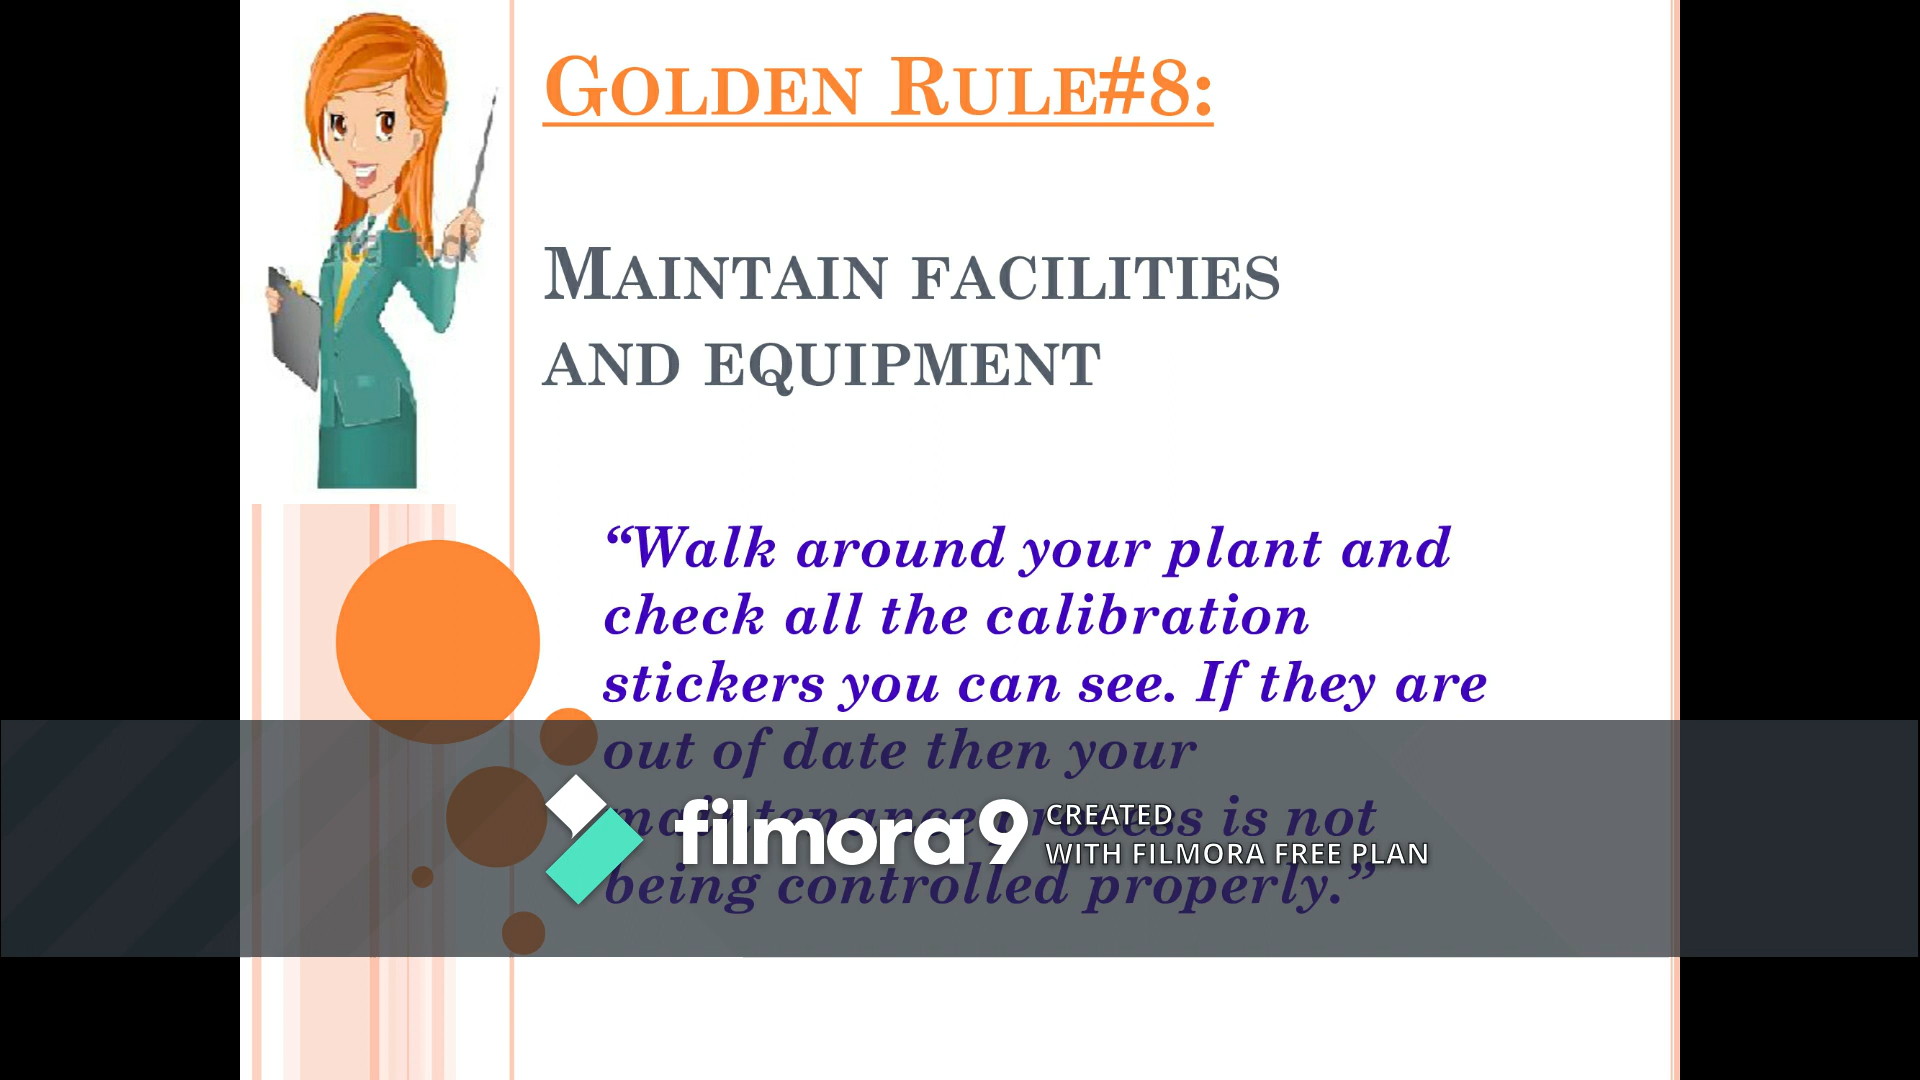 GOLDEN RULE#8:
MAINTAIN FACILITIES
AND EQUIPMENT
“Walk around your plant and
check all the calibration
stickers you can see. If they are
out of date then your
maintenance process is not
being controlled properly.”
filmora9 CREATED
WITH FILMORA FREE PLAN